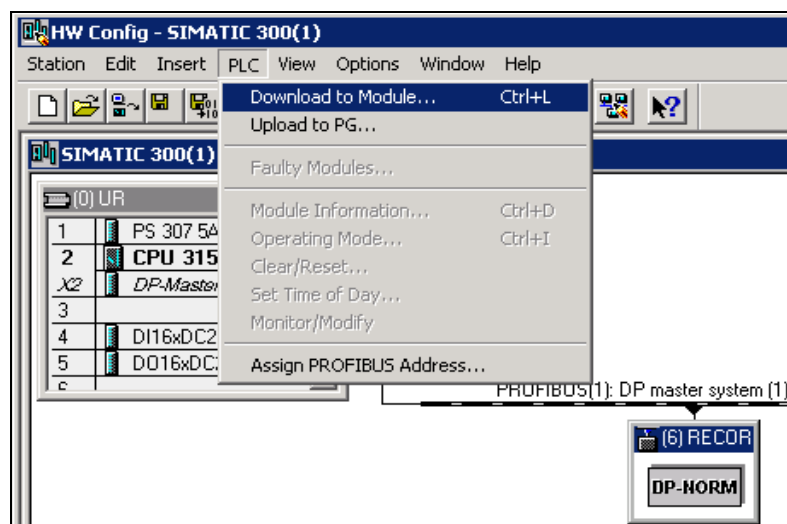 HW Config - SIMATIC 300(1)
Station Edit Insert PLC View Options Window Help
Download to Module... Ctrl+L
Upload to PG...
Faulty Modules...
Module Information... Ctrl+D
Operating Mode... Ctrl+I
Clear/Reset...
Set Time of Day...
Monitor/Modify
Assign PROFIBUS Address...
SIMATIC 300(1)
(0) UR
1 PS 307 5A
2 CPU 315
X2 DP-Master
3
4 DI16xDC2
5 DO16xDC
PROFIBUS(1): DP master system (1)
(6) RECOR
DP-NORM